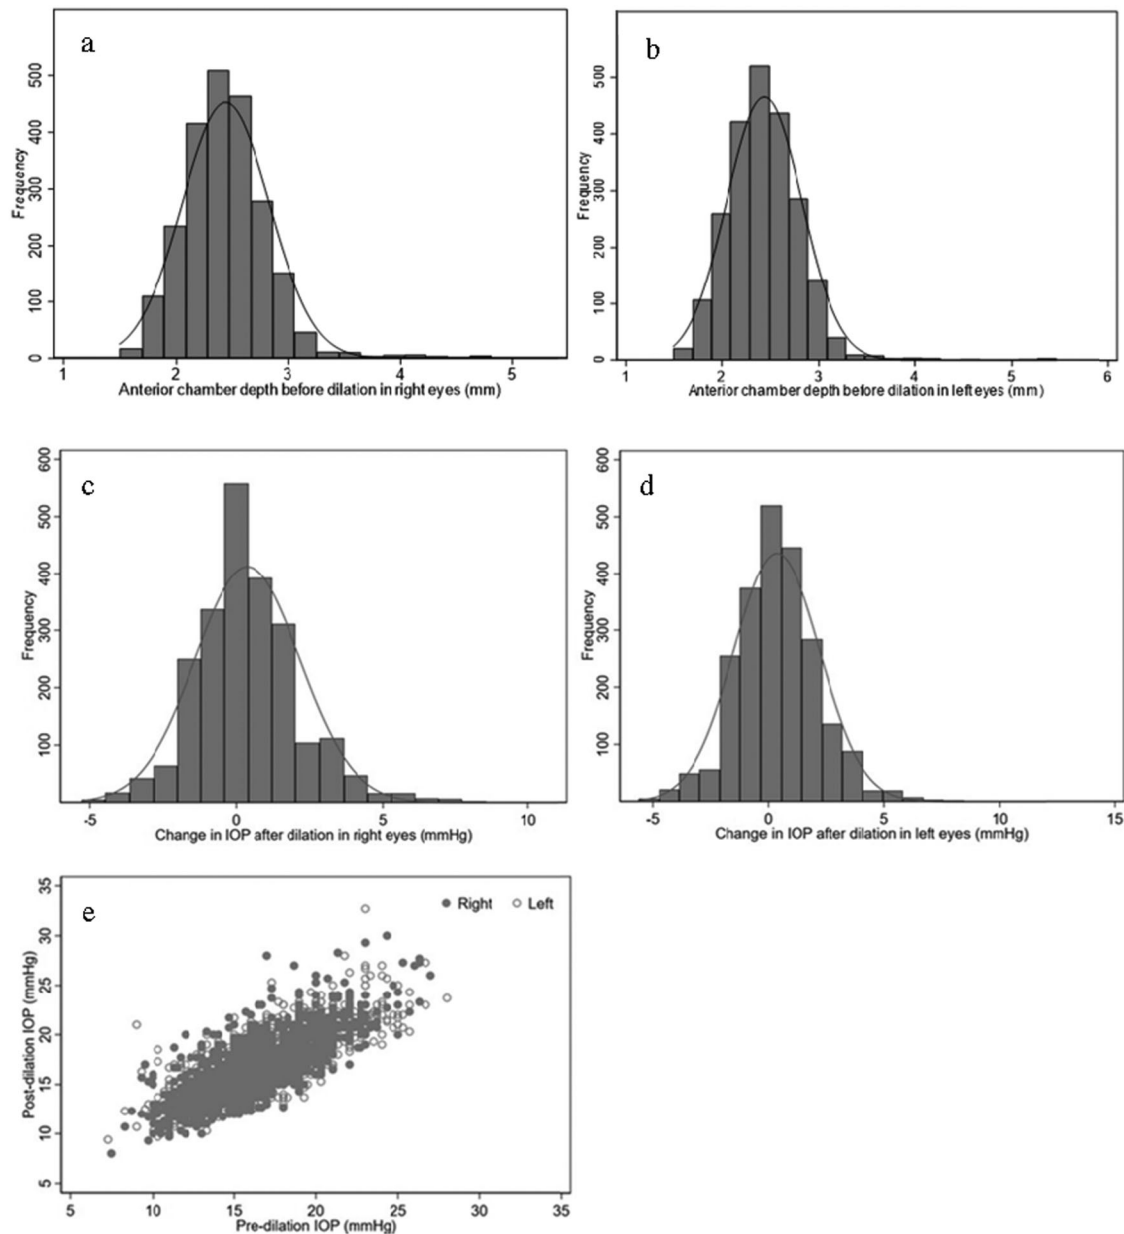 a
500
400
300
200
100
0
Frequency
1 2 3 4 5
Anterior chamber depth before dilation in right eyes (mm)
b
500
400
300
200
100
0
Frequency
1 2 3 4 5 6
Anterior chamber depth before dilation in left eyes (mm)
c
600
500
400
300
200
100
Frequency
-5 0 5 10
Change in IOP after dilation in right eyes (mmHg)
d
600
500
400
300
200
100
Frequency
-5 0 5 10 15
Change in IOP after dilation in left eyes (mmHg)
e
Right Left
35
30
25
20
15
10
5
Post-dilation IOP (mmHg)
5 10 15 20 25 30 35
Pre-dilation IOP (mmHg)